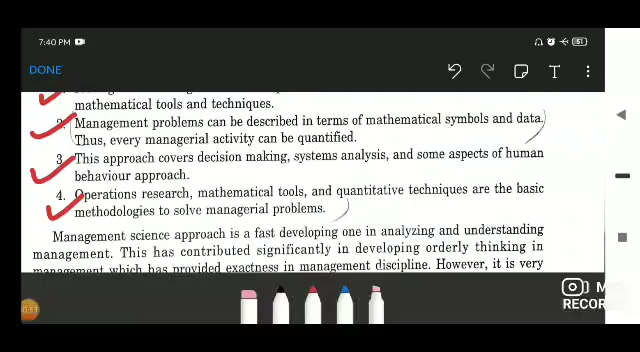 7:40 PM
51
DONE
T
mathematical tools and techniques.
2. Management problems can be described in terms of mathematical symbols and data.
Thus, every managerial activity can be quantified.
3. This approach covers decision making, systems analysis, and some aspects of human
behaviour approach.
4. Operations research, mathematical tools, and quantitative techniques are the basic
methodologies to solve managerial problems.
Management science approach is a fast developing one in analyzing and understanding
management. This has contributed significantly in developing orderly thinking in
management which has provided exactness in management discipline. However, it is very
RECOR